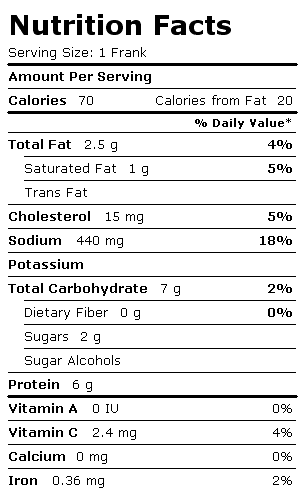 Nutrition Facts
Serving Size: 1 Frank
Amount Per Serving
Calories 70 Calories from Fat 20
% Daily Value*
Total Fat 2.5 g 4%
Saturated Fat 1 g 5%
Trans Fat
Cholesterol 15 mg 5%
Sodium 440 mg 18%
Potassium
Total Carbohydrate 7 g 2%
Dietary Fiber 0 g 0%
Sugars 2 g
Sugar Alcohols
Protein 6 g
Vitamin A 0 IU 0%
Vitamin C 2.4 mg 4%
Calcium 0 mg 0%
Iron 0.36 mg 2%